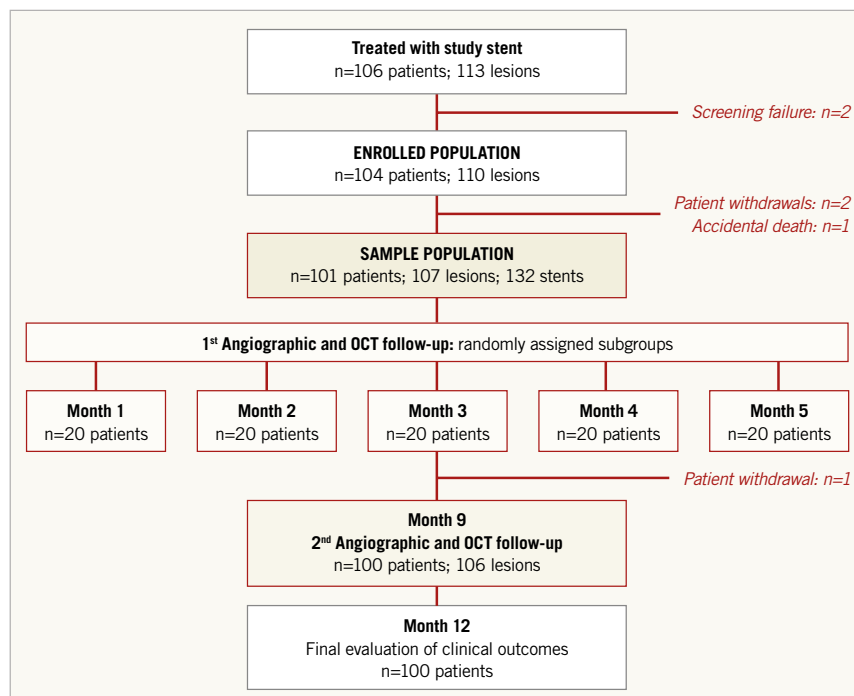 Treated with study stent
n=106 patients; 113 lesions
Screening failure: n=2
ENROLLED POPULATION
n=104 patients; 110 lesions
Patient withdrawals: n=2
Accidental death: n=1
SAMPLE POPULATION
n=101 patients; 107 lesions; 132 stents
1st Angiographic and OCT follow-up: randomly assigned subgroups
Month 1
n=20 patients
Month 2
n=20 patients
Month 3
n=20 patients
Month 4
n=20 patients
Month 5
n=20 patients
Patient withdrawal: n=1
Month 9
2nd Angiographic and OCT follow-up
n=100 patients; 106 lesions
Month 12
Final evaluation of clinical outcomes
n=100 patients